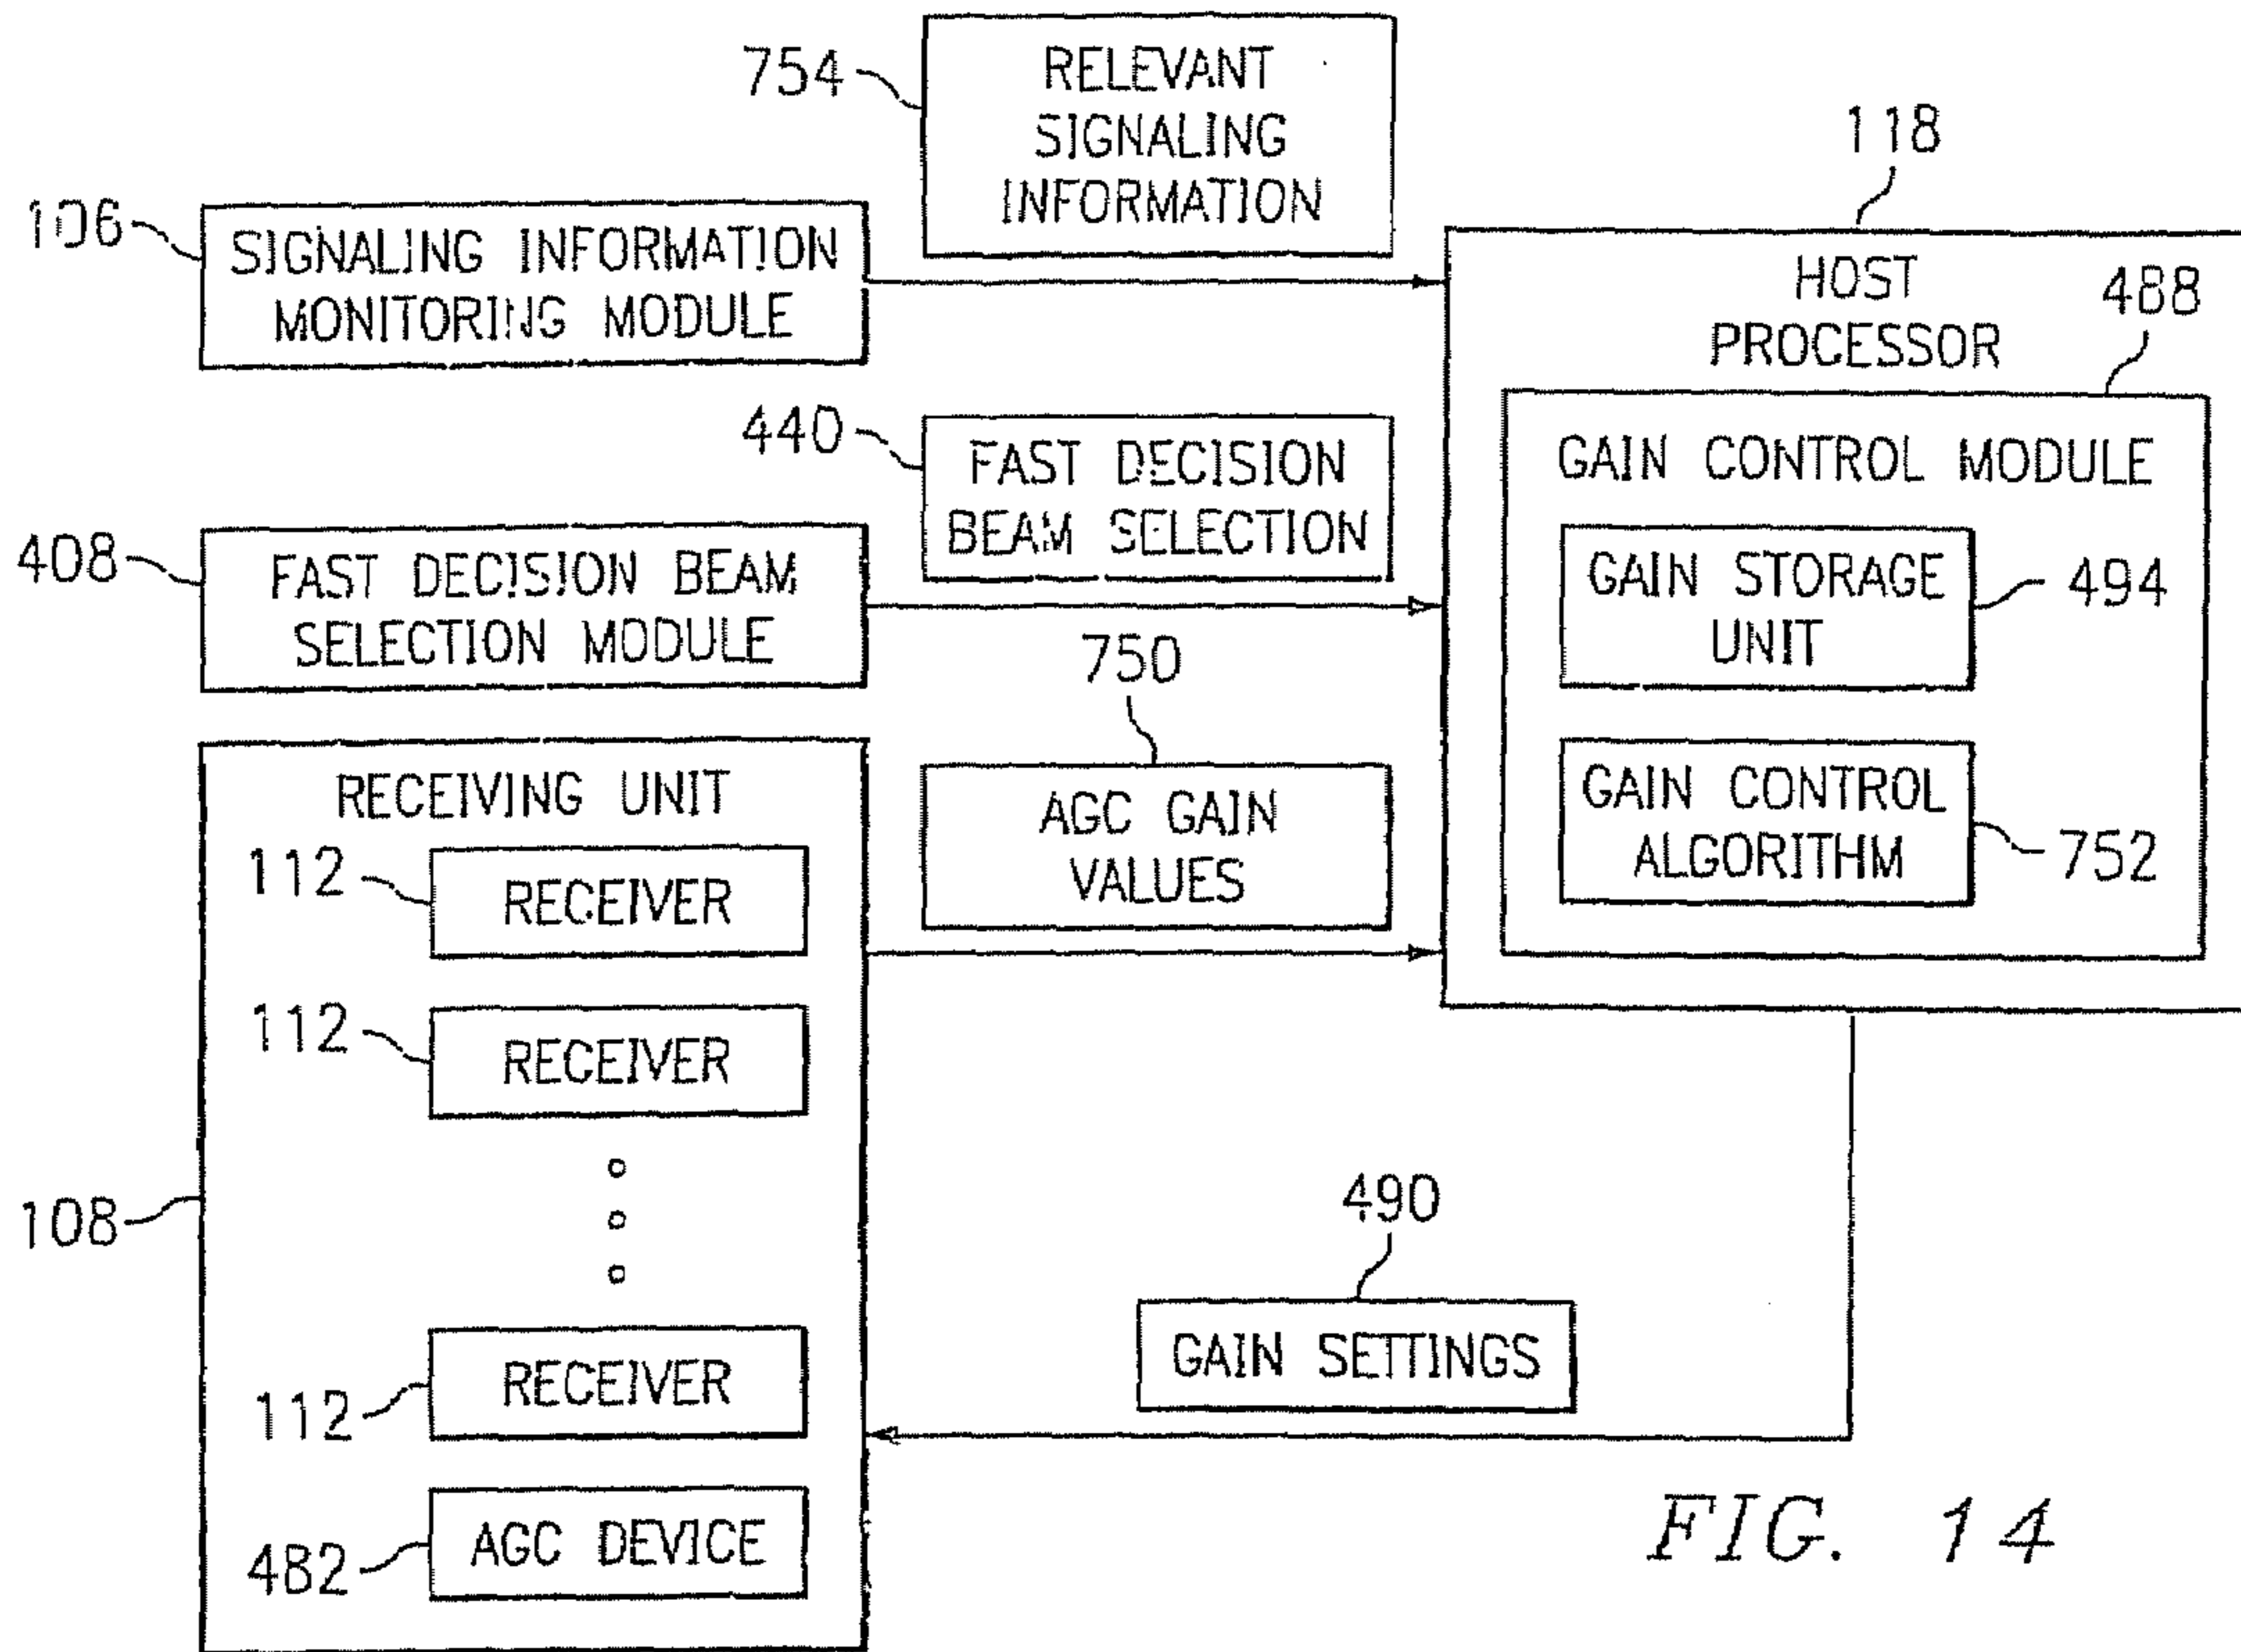 754
RELEVANT
SIGNALING
INFORMATION
118
106
SIGNALING INFORMATION
MONITORING MODULE
HOST
PROCESSOR
488
440
FAST DECISION
BEAM SELECTION
GAIN CONTROL MODULE
408
FAST DECISION BEAM
SELECTION MODULE
GAIN STORAGE
UNIT
494
750
RECEIVING UNIT
AGC GAIN
VALUES
GAIN CONTROL
ALGORITHM
752
112
RECEIVER
112
RECEIVER
108
490
GAIN SETTINGS
112
RECEIVER
482
AGC DEVICE
FIG. 14